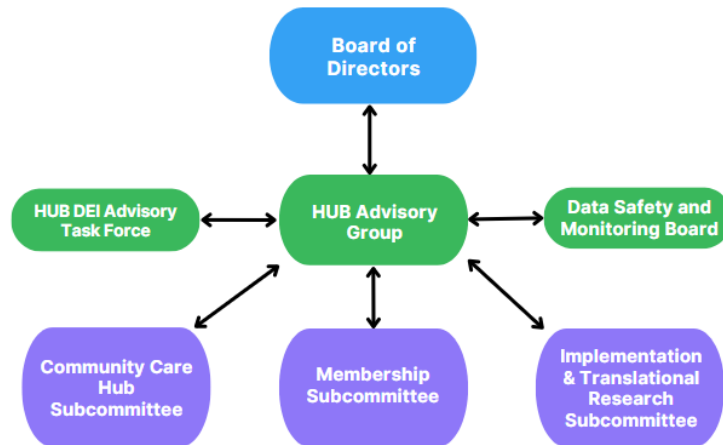 Board of
Directors
HUB DEI Advisory
Task Force
HUB Advisory
Group
Data Safety and
Monitoring Board
Community Care
Hub
Subcommittee
Membership
Subcommittee
Implementation
& Translational
Research
Subcommittee